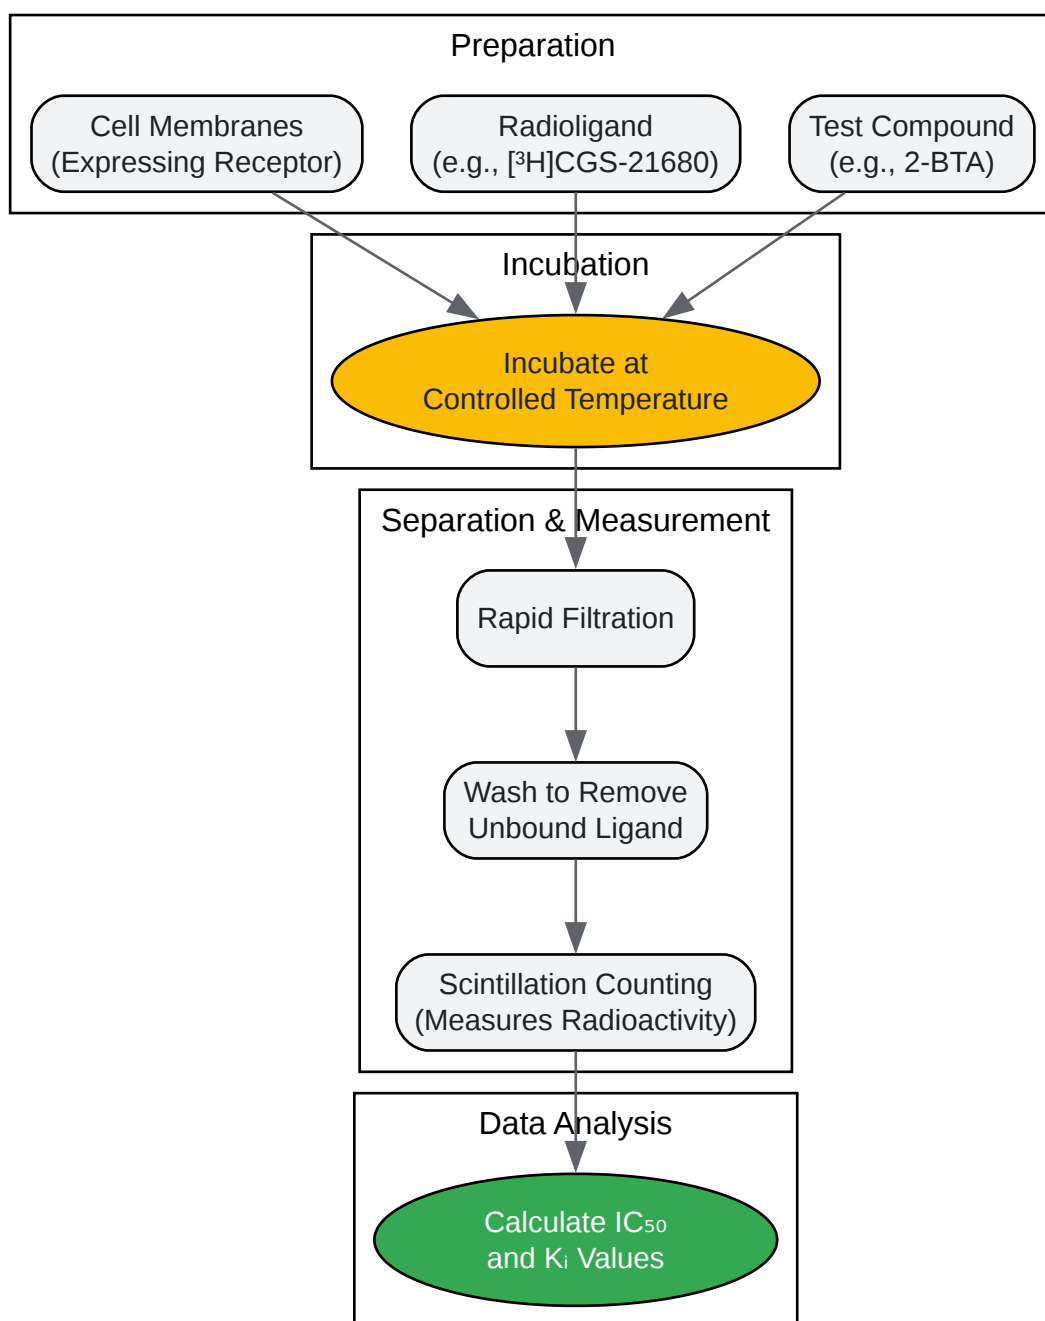 Preparation
Cell Membranes
(Expressing Receptor)
Radioligand
(e.g., [³H]CGS-21680)
Test Compound
(e.g., 2-BTA)
Incubation
Incubate at
Controlled Temperature
Separation & Measurement
Rapid Filtration
Wash to Remove
Unbound Ligand
Scintillation Counting
(Measures Radioactivity)
Data Analysis
Calculate IC₅₀
and Kᵢ Values